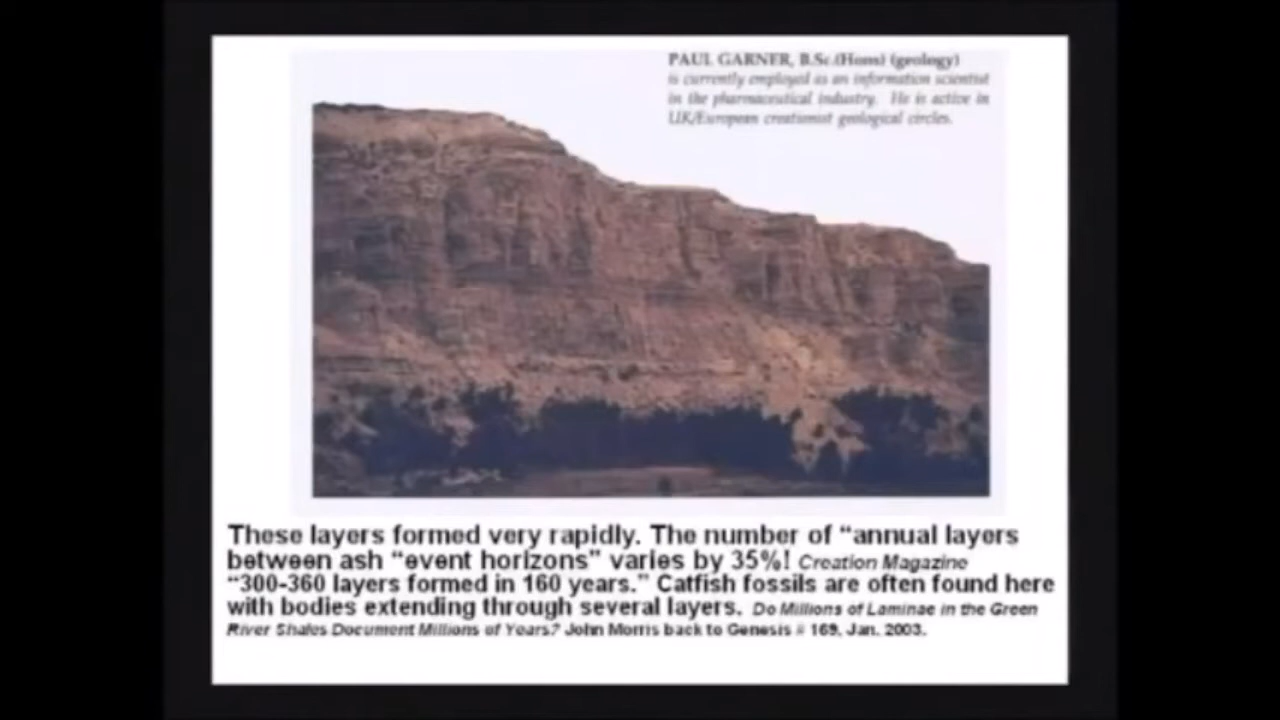 PAUL GARNER, B.Sc.(Hons) (geology)
is currently employed as an information scientist
in the pharmaceutical industry. He is active in
UK/European creationist geological circles.
These layers formed very rapidly. The number of “annual layers
between ash “event horizons” varies by 35%! Creation Magazine
“300-360 layers formed in 160 years.” Catfish fossils are often found here
with bodies extending through several layers. Do Millions of Laminae in the Green
River Shales Document Millions of Years? John Morris back to Genesis # 169, Jan. 2003.